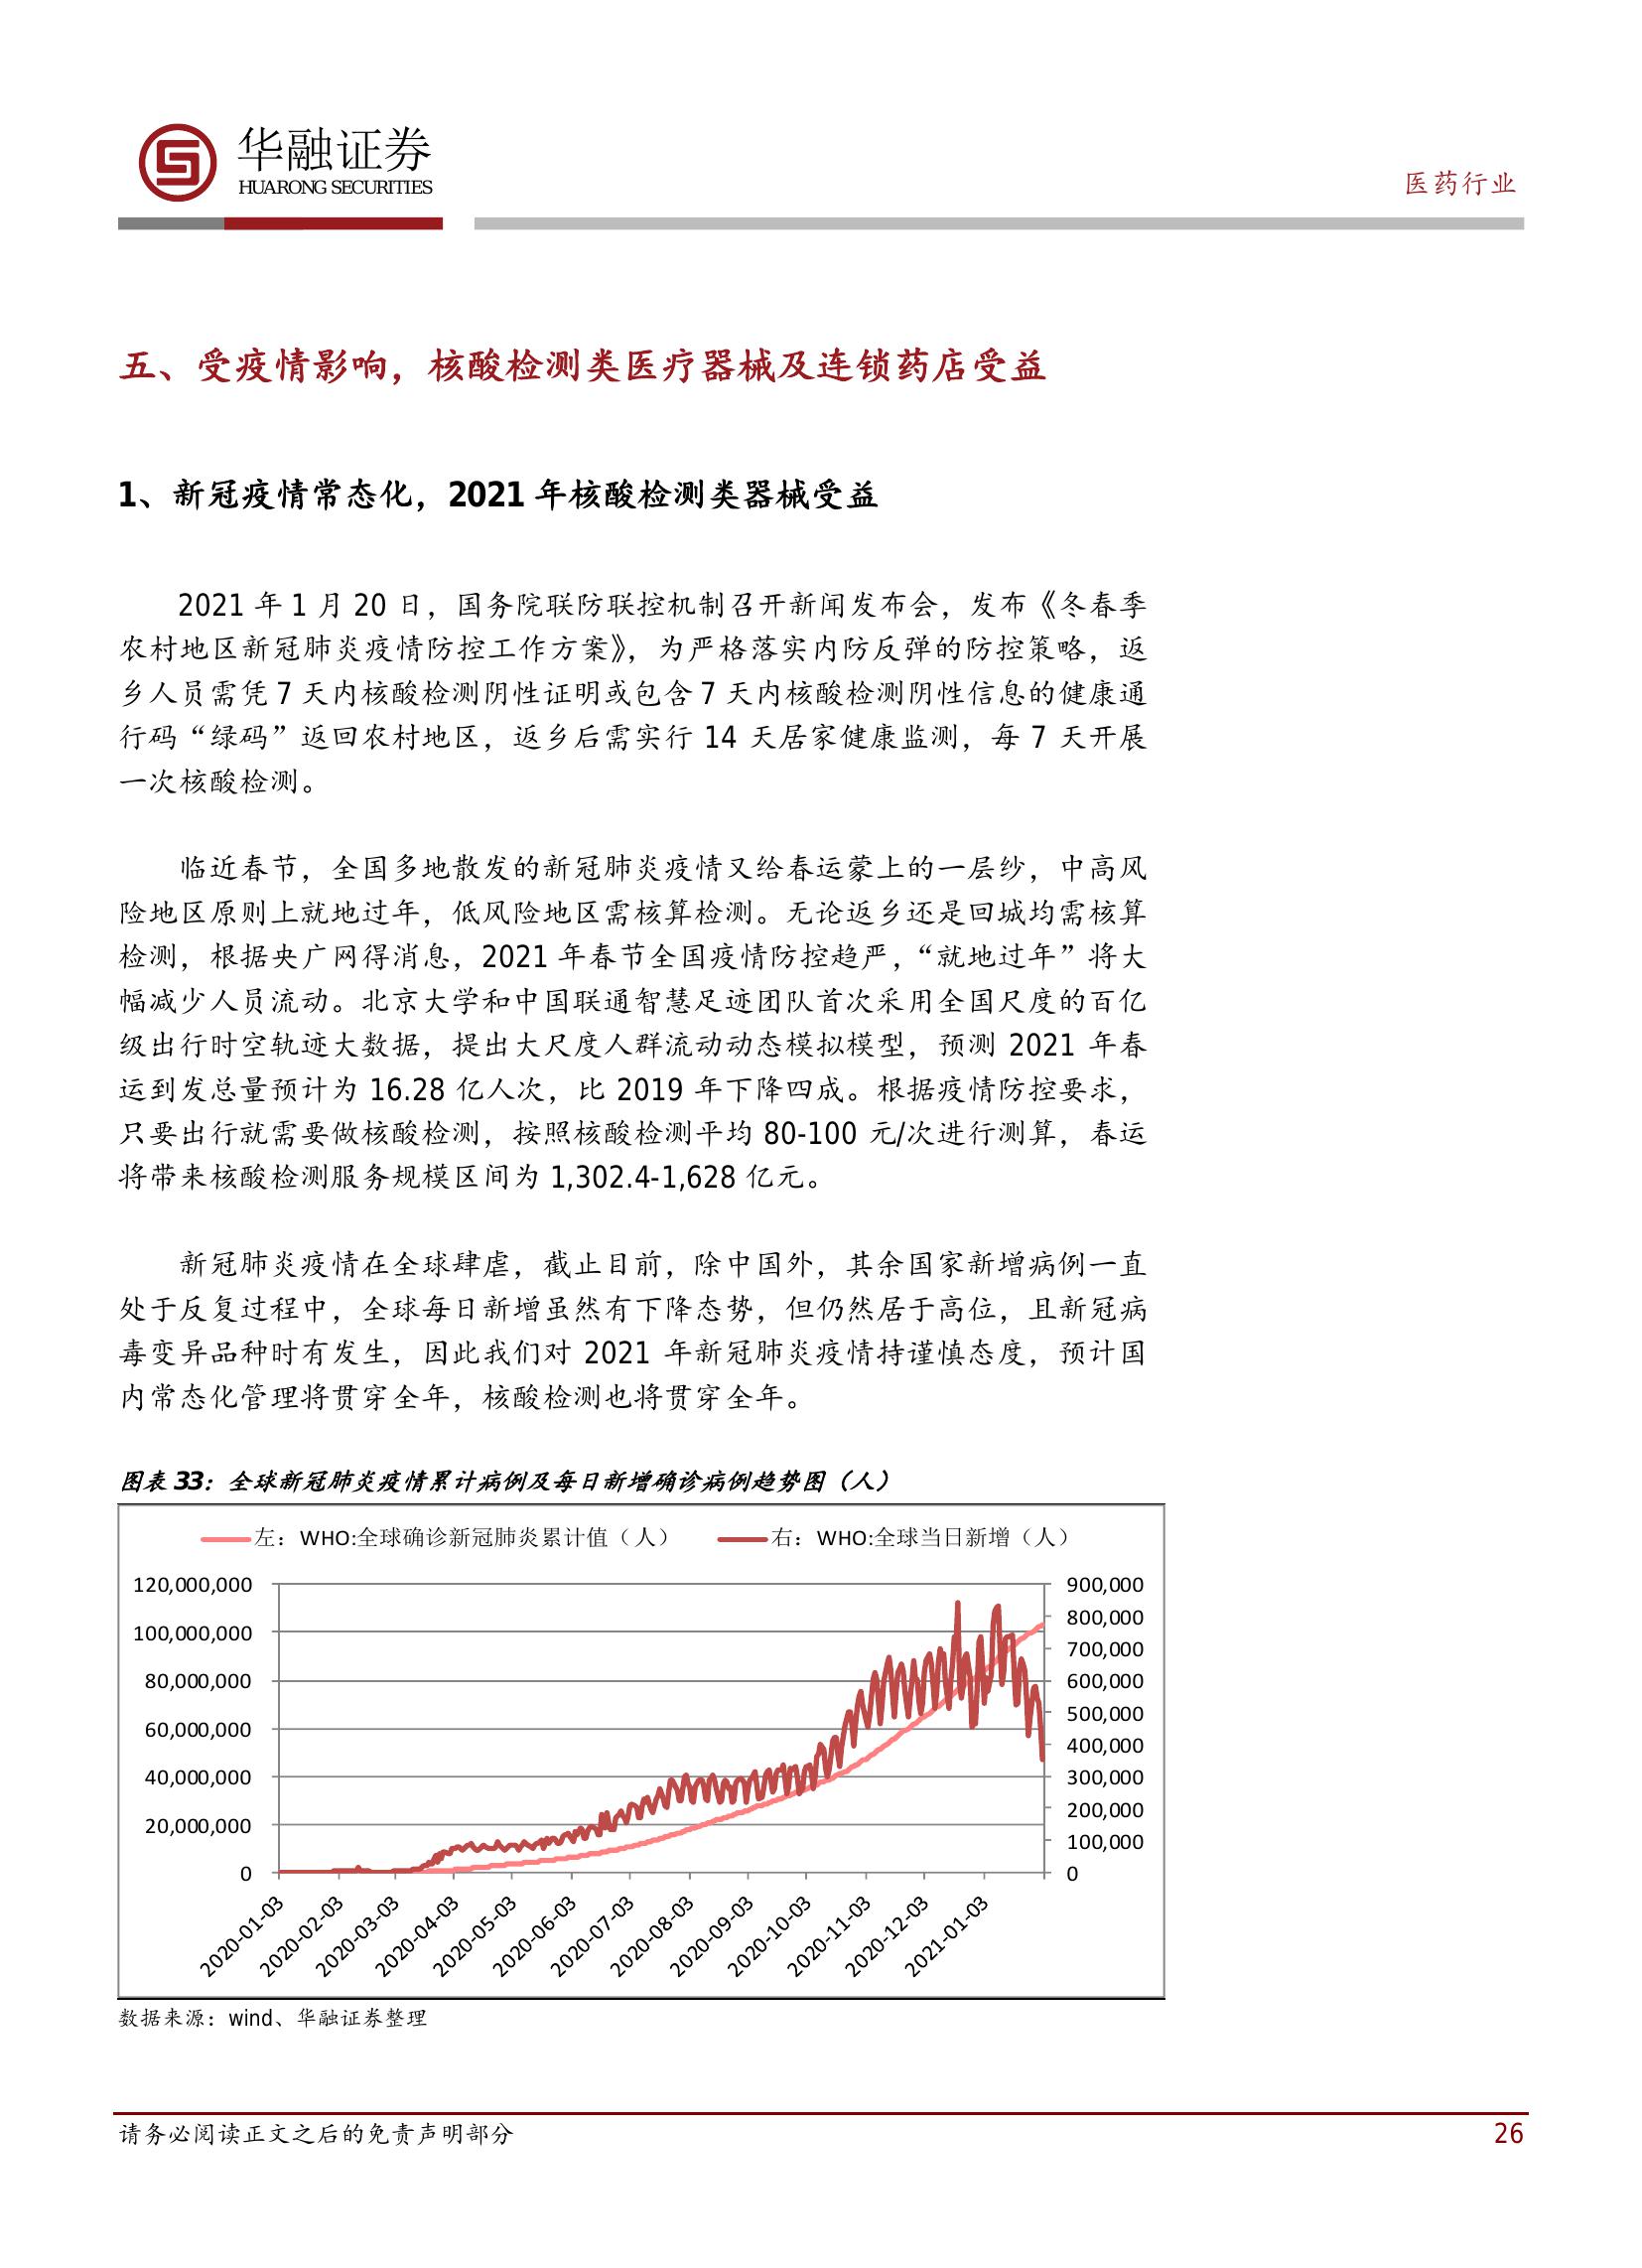 华融证券
HUARONG SECURITIES
医药行业
五、受疫情影响，核酸检测类医疗器械及连锁药店受益
1、新冠疫情常态化，2021 年核酸检测类器械受益
2021 年 1 月 20 日，国务院联防联控机制召开新闻发布会，发布《冬春季
农村地区新冠肺炎疫情防控工作方案》，为严格落实内防反弹的防控策略，返
乡人员需凭 7 天内核酸检测阴性证明或包含 7 天内核酸检测阴性信息的健康通
行码“绿码”返回农村地区，返乡后需实行 14 天居家健康监测，每 7 天开展
一次核酸检测。
临近春节，全国多地散发的新冠肺炎疫情又给春运蒙上的一层纱，中高风
险地区原则上就地过年，低风险地区需核算检测。无论返乡还是回城均需核算
检测，根据央广网得消息，2021 年春节全国疫情防控趋严，“就地过年”将大
幅减少人员流动。北京大学和中国联通智慧足迹团队首次采用全国尺度的百亿
级出行时空轨迹大数据，提出大尺度人群流动动态模拟模型，预测 2021 年春
运到发总量预计为 16.28 亿人次，比 2019 年下降四成。根据疫情防控要求，
只要出行就需要做核酸检测，按照核酸检测平均 80-100 元/次进行测算，春运
将带来核酸检测服务规模区间为 1,302.4-1,628 亿元。
新冠肺炎疫情在全球肆虐，截止目前，除中国外，其余国家新增病例一直
处于反复过程中，全球每日新增虽然有下降态势，但仍然居于高位，且新冠病
毒变异品种时有发生，因此我们对 2021 年新冠肺炎疫情持谨慎态度，预计国
内常态化管理将贯穿全年，核酸检测也将贯穿全年。
图表 33：全球新冠肺炎疫情累计病例及每日新增确诊病例趋势图（人）
左：WHO:全球确诊新冠肺炎累计值（人） 右：WHO:全球当日新增（人）
120,000,000
100,000,000
80,000,000
60,000,000
40,000,000
20,000,000
0
900,000
800,000
700,000
600,000
500,000
400,000
300,000
200,000
100,000
0
2020-01-03
2020-02-03
2020-03-03
2020-04-03
2020-05-03
2020-06-03
2020-07-03
2020-08-03
2020-09-03
2020-10-03
2020-11-03
2020-12-03
2021-01-03
数据来源：wind、华融证券整理
请务必阅读正文之后的免责声明部分
26